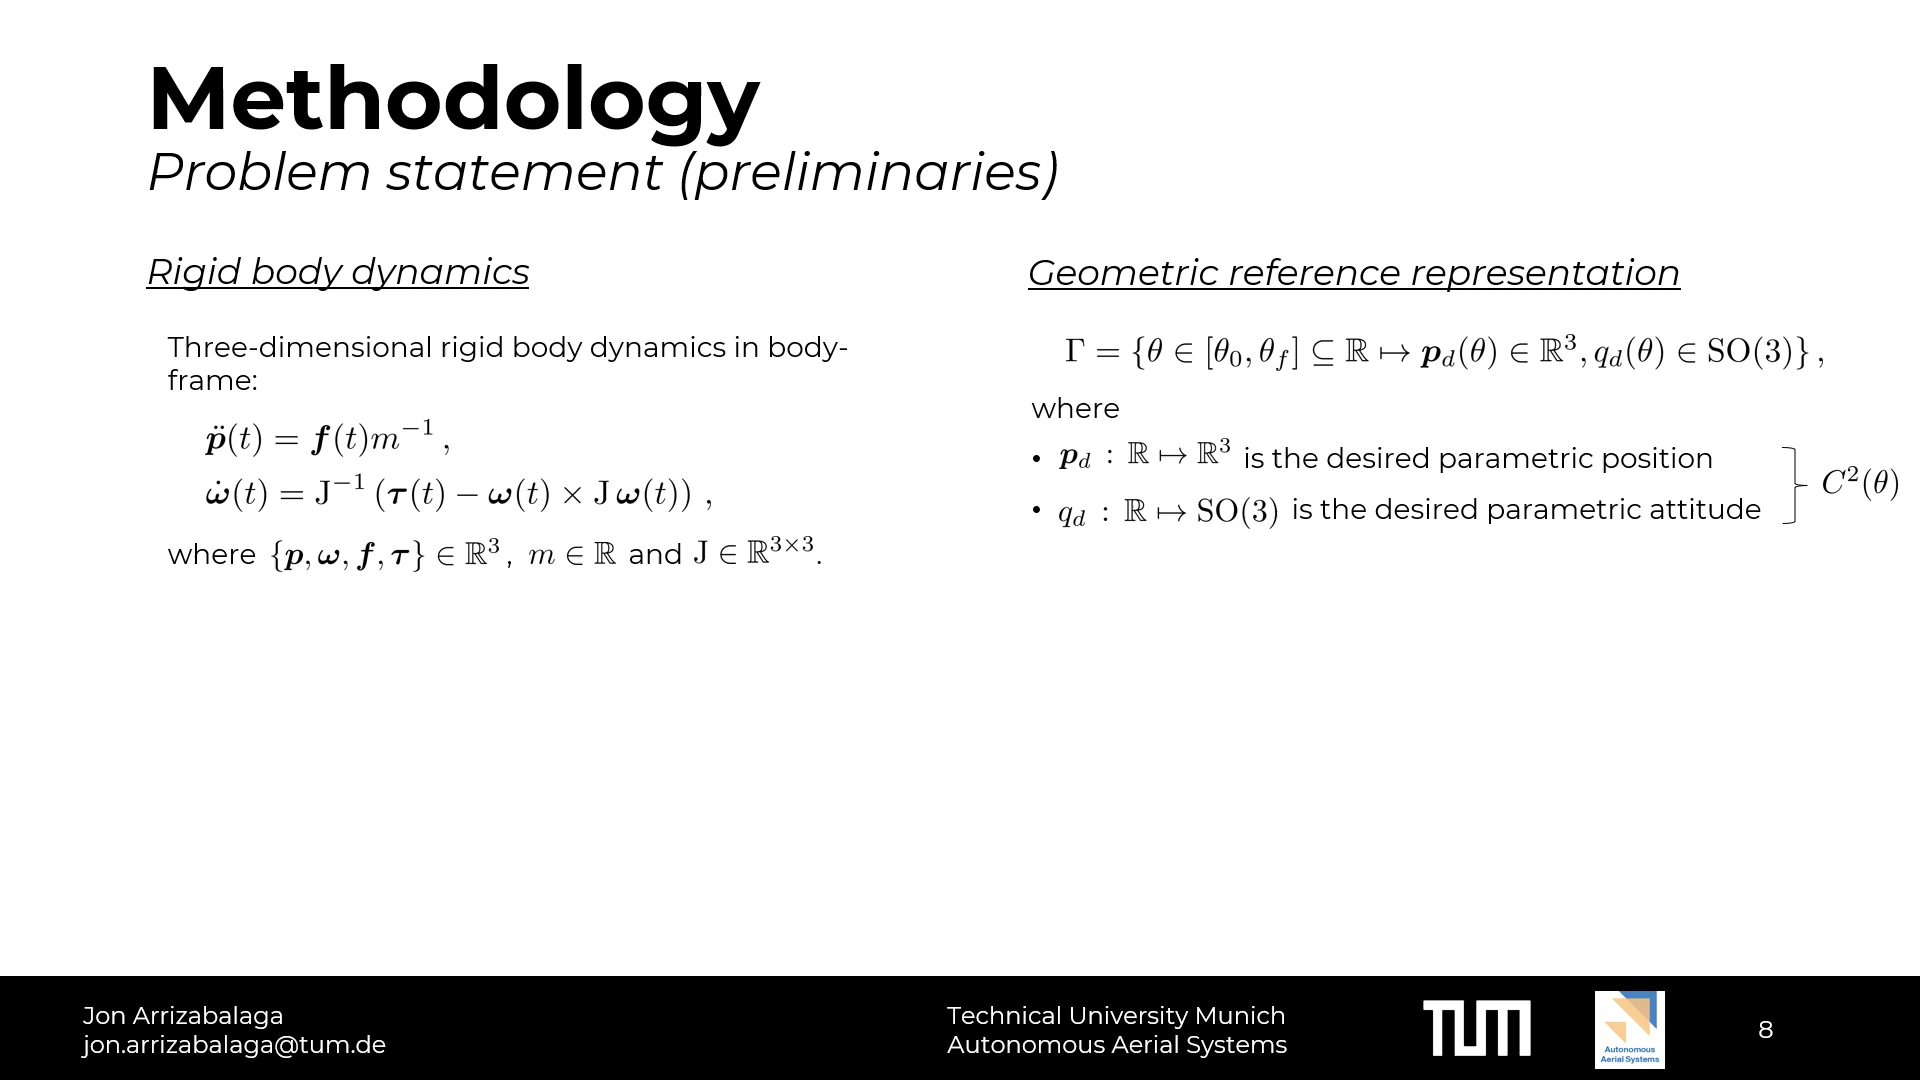 Methodology
Problem statement (preliminaries)
Rigid body dynamics
Three-dimensional rigid body dynamics in body-
frame:
p̈(t) = f(t)m⁻¹ ,
ω̇(t) = J⁻¹ (τ(t) − ω(t) × J ω(t)) ,
where {p, ω, f, τ} ∈ ℝ³ , m ∈ ℝ and J ∈ ℝ³ˣ³.
Geometric reference representation
Γ = {θ ∈ [θ₀, θ_f] ⊆ ℝ ↦ p_d(θ) ∈ ℝ³, q_d(θ) ∈ SO(3)} ,
where
• p_d : ℝ ↦ ℝ³ is the desired parametric position
• q_d : ℝ ↦ SO(3) is the desired parametric attitude
C²(θ)
Jon Arrizabalaga
jon.arrizabalaga@tum.de
Technical University Munich
Autonomous Aerial Systems
TUM
Autonomous
Aerial Systems
8